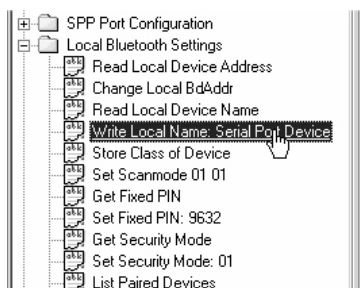 SPP Port Configuration
Local Bluetooth Settings
Read Local Device Address
Change Local BdAddr
Read Local Device Name
Write Local Name: Serial Port Device
Store Class of Device
Set Scanmode 01 01
Get Fixed PIN
Set Fixed PIN: 9632
Get Security Mode
Set Security Mode: 01
List Paired Devices